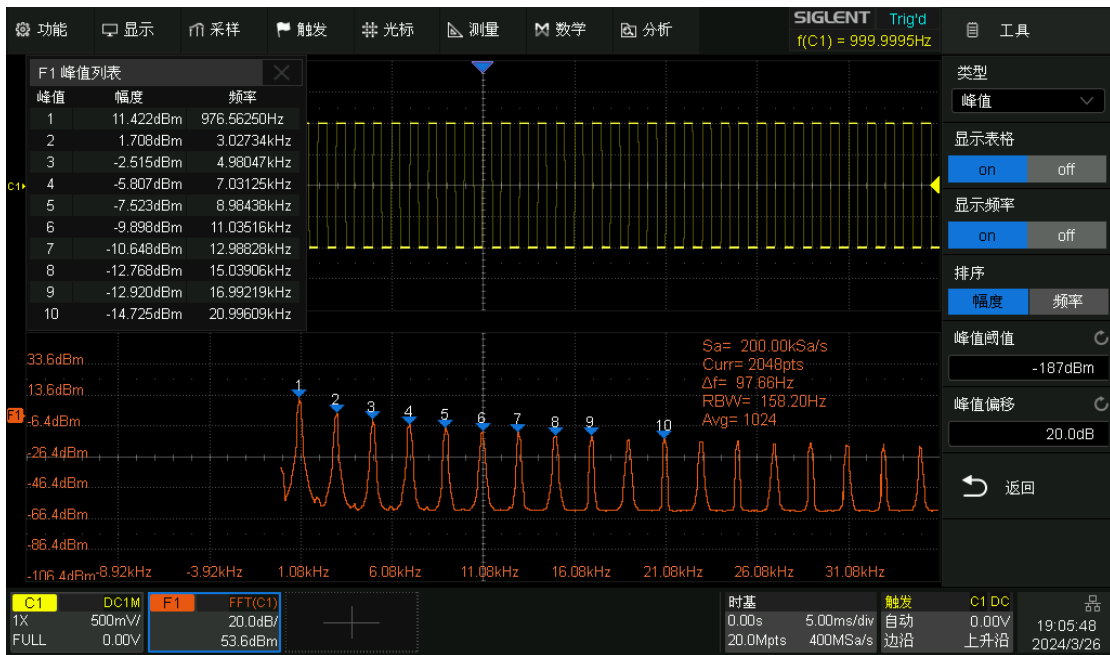 功能 显示 采样 触发 光标 测量 数学 分析 SIGLENT Trig'd 工具
f(C1) = 999.9995Hz
F1 峰值列表
峰值 幅度 频率
1 11.422dBm 976.56250Hz
2 1.708dBm 3.02734kHz
3 -2.515dBm 4.98047kHz
4 -5.807dBm 7.03125kHz
5 -7.523dBm 8.98438kHz
6 -9.898dBm 11.03516kHz
7 -10.648dBm 12.98828kHz
8 -12.768dBm 15.03906kHz
9 -12.920dBm 16.99219kHz
10 -14.725dBm 20.99609kHz
C1
类型
峰值
显示表格
on off
显示频率
on off
排序
幅度 频率
峰值阈值
-187dBm
峰值偏移
20.0dB
返回
Sa= 200.00kSa/s
Curr= 2048pts
Δf= 97.66Hz
RBW= 158.20Hz
Avg= 1024
1 2 3 4 5 6 7 8 9 10
F1
33.6dBm
13.6dBm
-6.4dBm
-26.4dBm
-46.4dBm
-66.4dBm
-86.4dBm
-106.4dBm
-8.92kHz -3.92kHz 1.08kHz 6.08kHz 11.08kHz 16.08kHz 21.08kHz 26.08kHz 31.08kHz
C1 DC1M
1X 500mV/
FULL 0.00V
F1 FFT(C1)
20.0dB/
53.6dBm
时基
0.00s 5.00ms/div
20.0Mpts 400MSa/s
触发 C1 DC
自动 0.00V
边沿 上升沿
19:05:48
2024/3/26